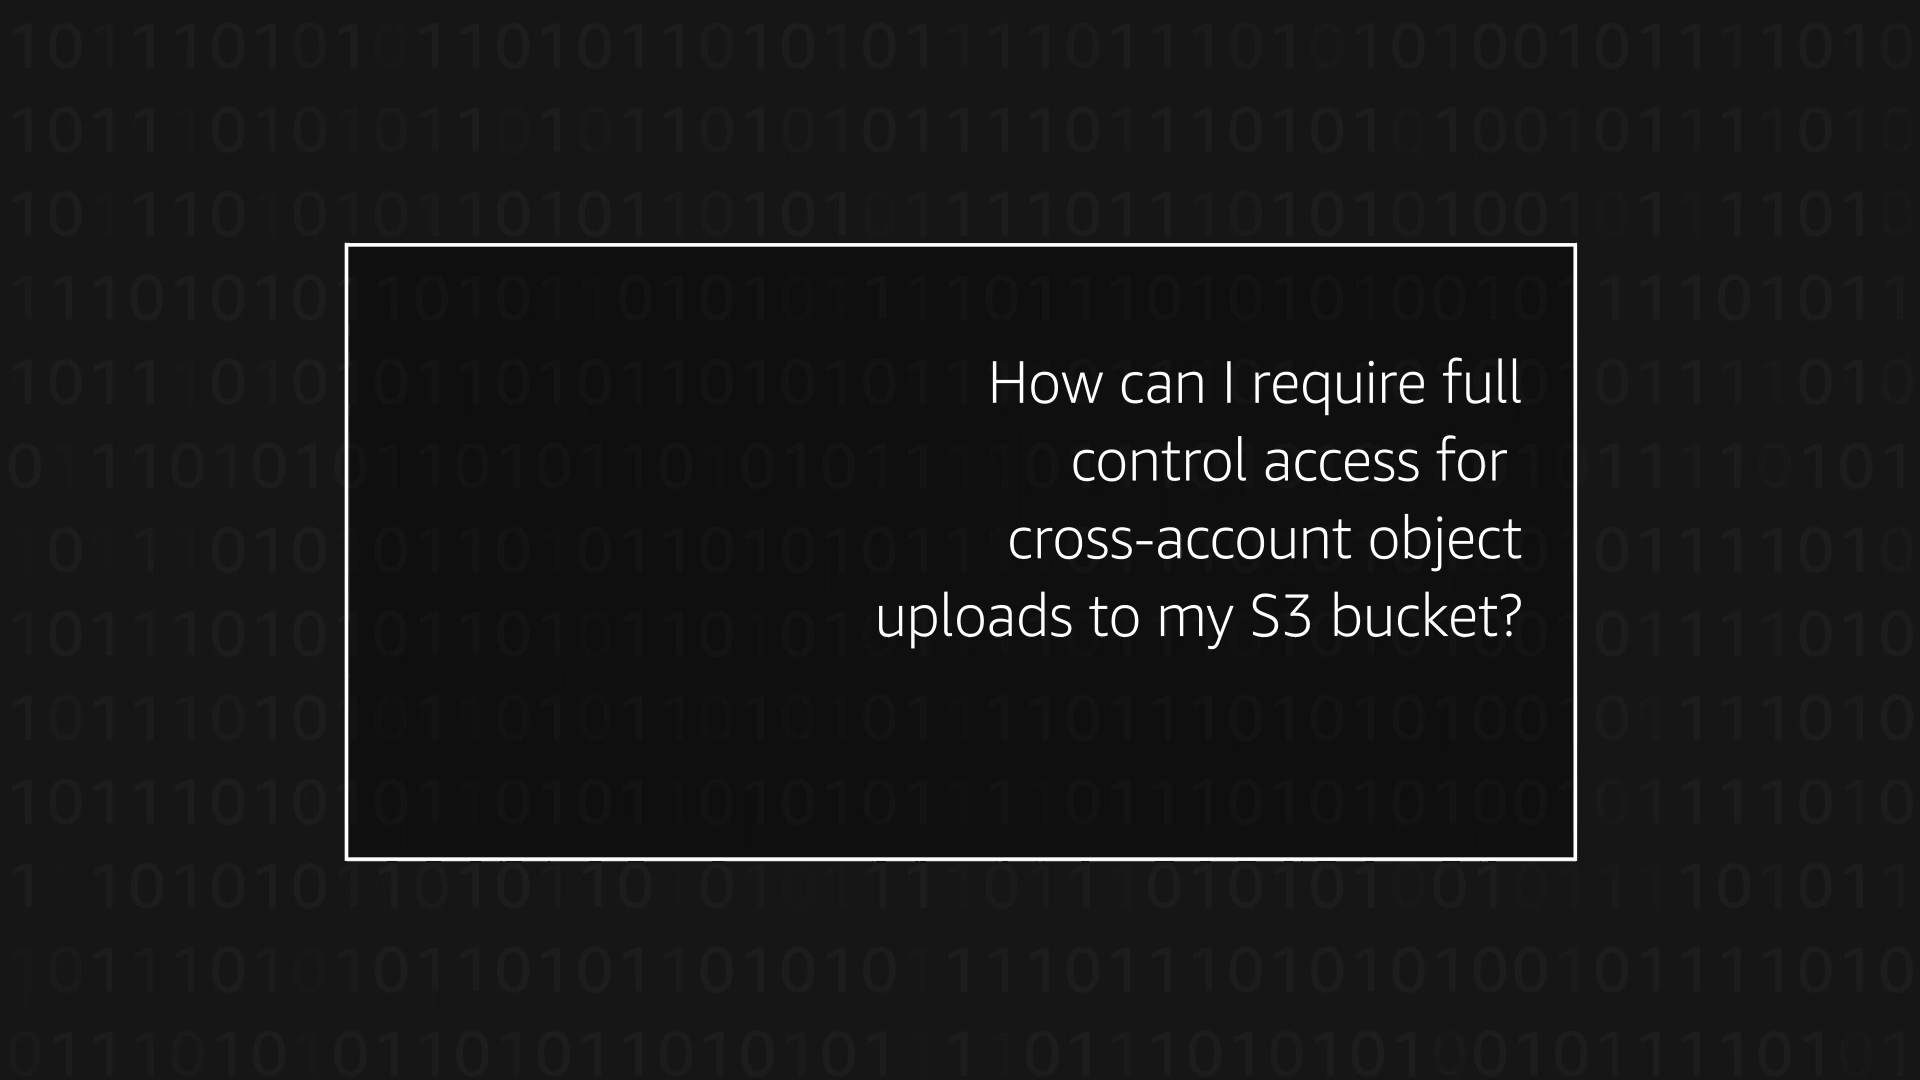 How can I require full
control access for
cross-account object
uploads to my S3 bucket?